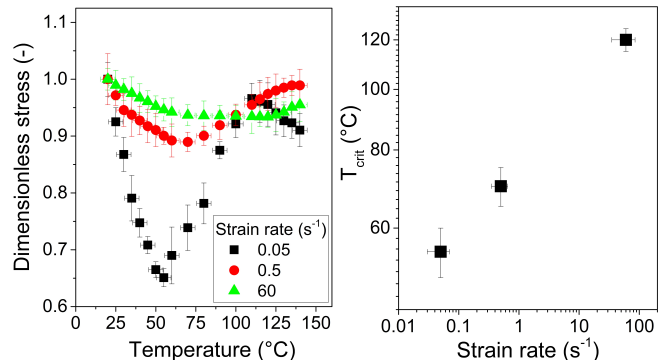 1.1
1.0
0.9
0.8
0.7
0.6
0 25 50 75 100 125 150
Dimensionless stress (-)
Temperature (°C)
Strain rate (s⁻¹)
0.05
0.5
60
120
100
80
60
0.01 0.1 1 10 100
T_crit (°C)
Strain rate (s⁻¹)